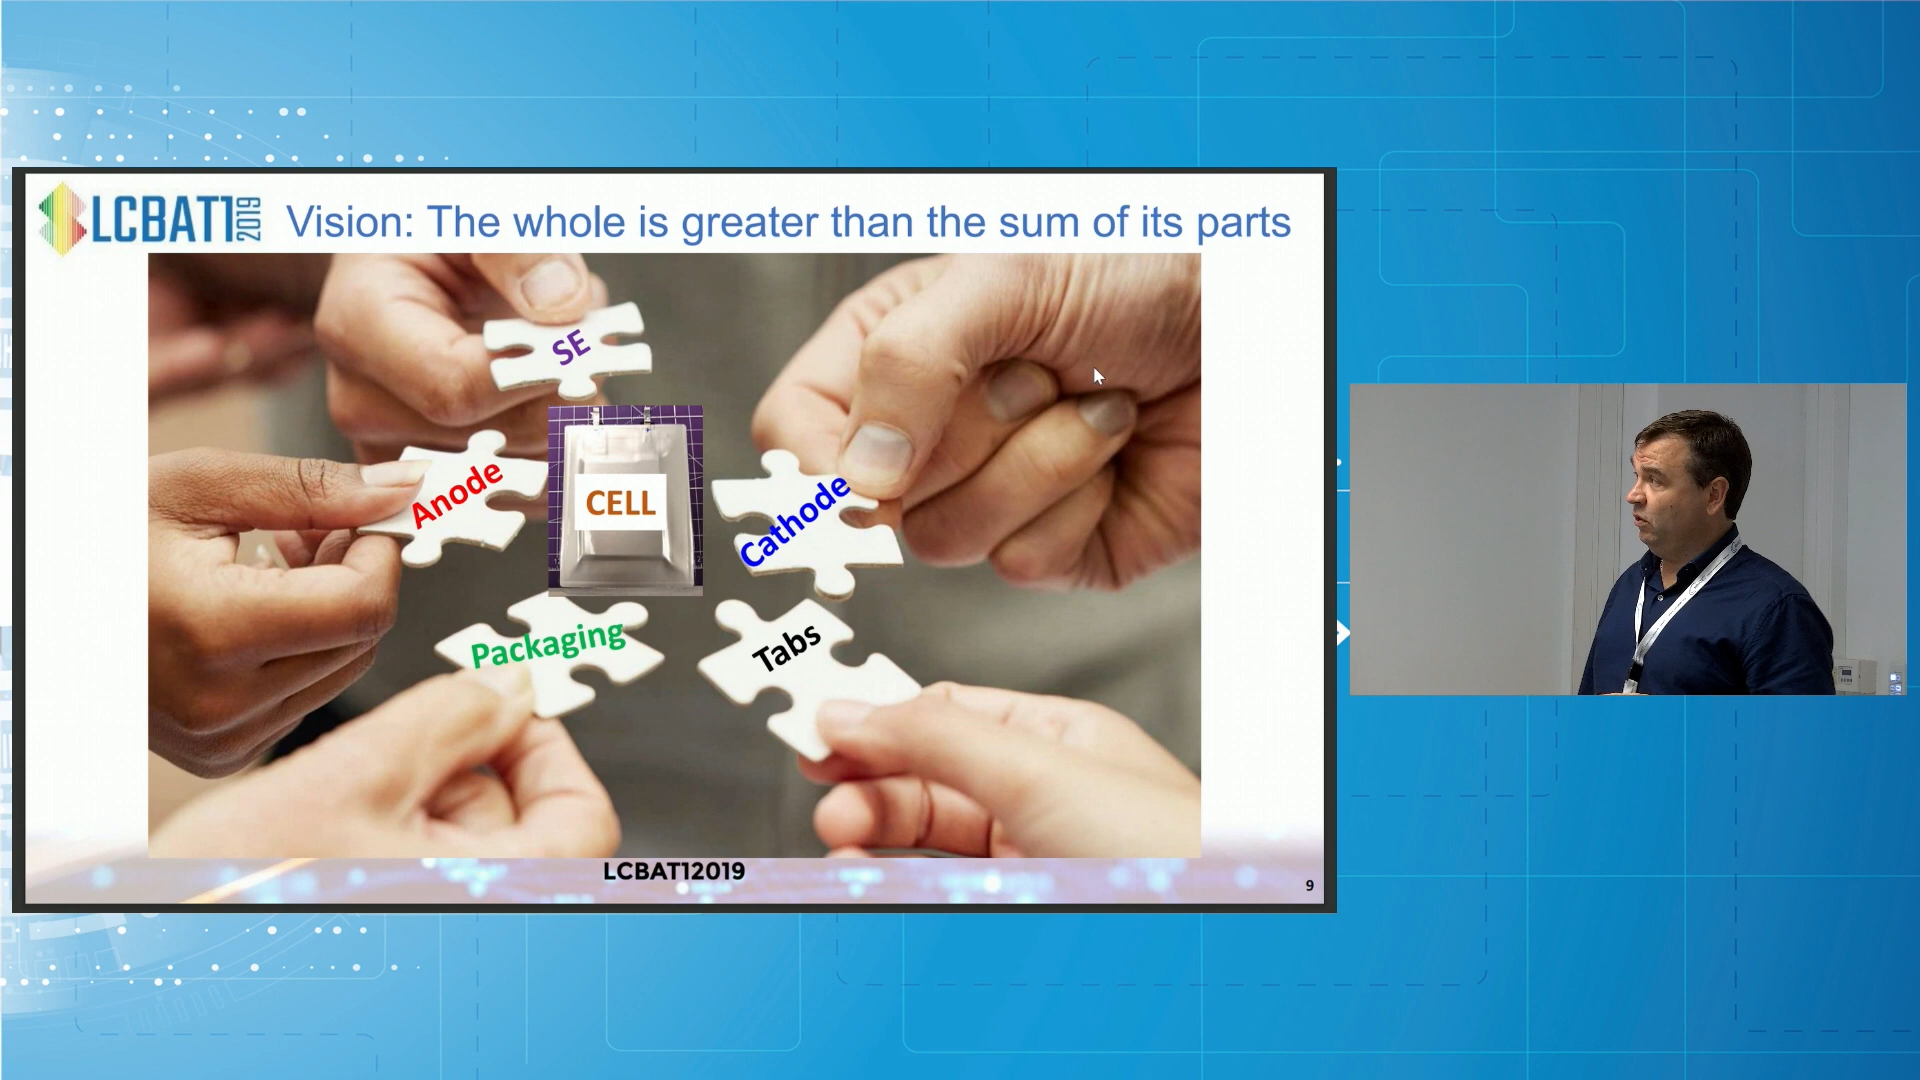 LCBAT1 2019
Vision: The whole is greater than the sum of its parts
SE
Anode
CELL
Cathode
Packaging
Tabs
LCBAT12019
9